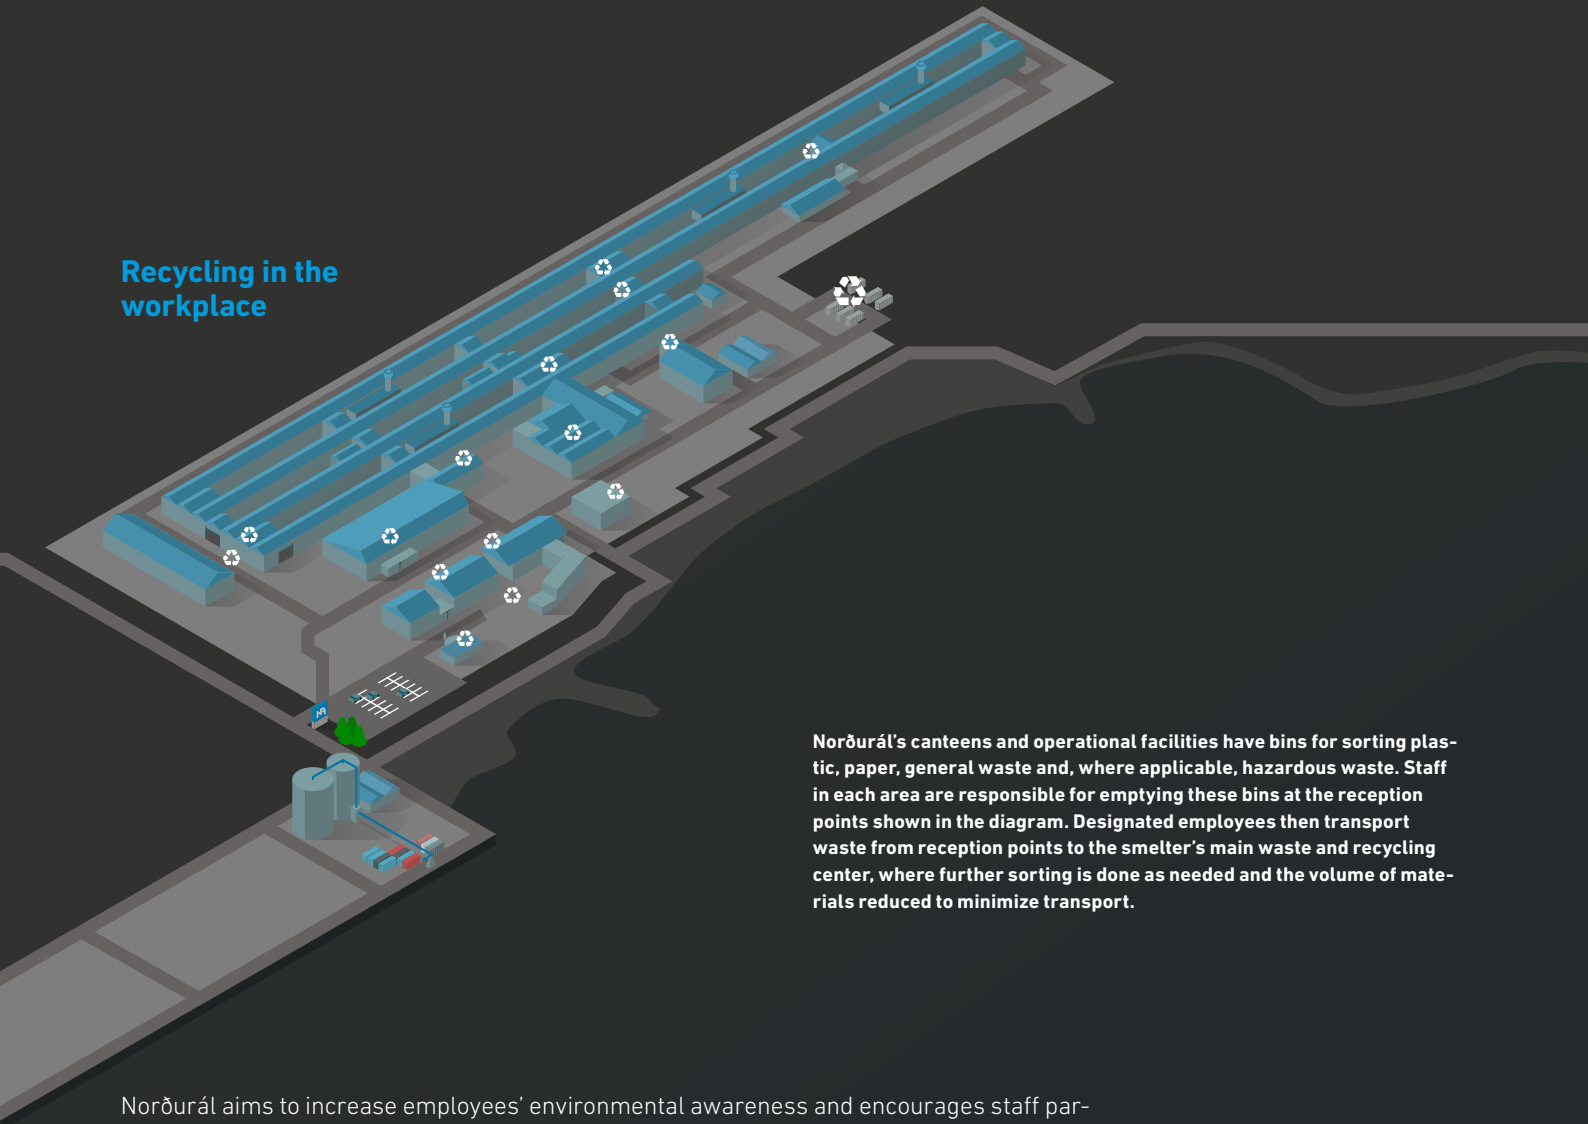 Recycling in the
workplace
Norðurál’s canteens and operational facilities have bins for sorting plas-
tic, paper, general waste and, where applicable, hazardous waste. Staff
in each area are responsible for emptying these bins at the reception
points shown in the diagram. Designated employees then transport
waste from reception points to the smelter’s main waste and recycling
center, where further sorting is done as needed and the volume of mate-
rials reduced to minimize transport.
Norðurál aims to increase employees’ environmental awareness and encourages staff par-